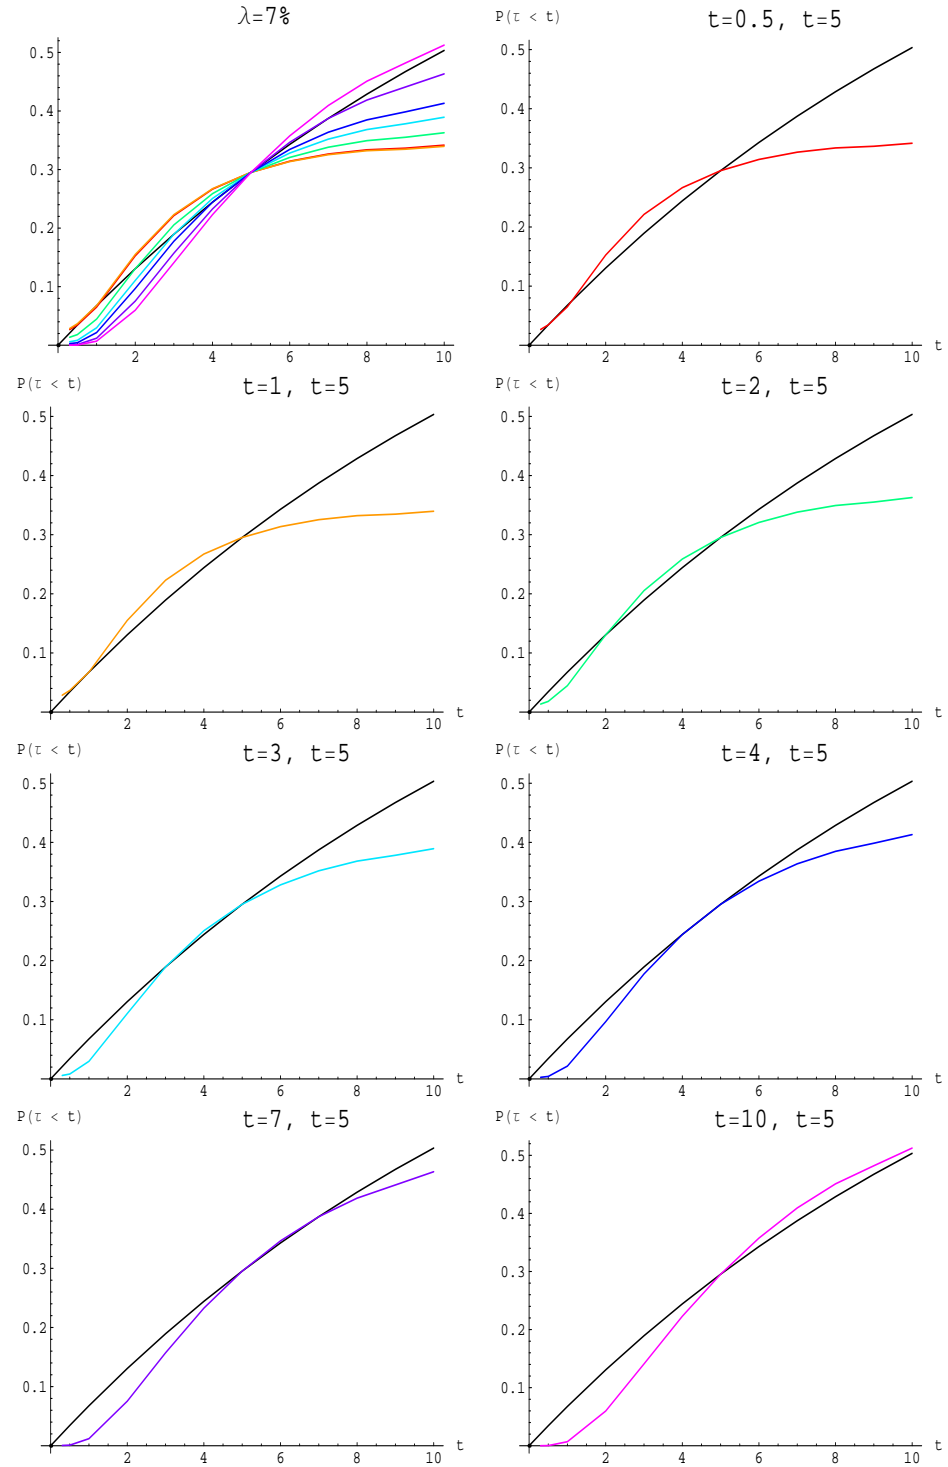 λ=7%
0.5
0.4
0.3
0.2
0.1
2 4 6 8 10
P(τ < t)
t=0.5, t=5
0.5
0.4
0.3
0.2
0.1
2 4 6 8 10 t
P(τ < t)
t=1, t=5
0.5
0.4
0.3
0.2
0.1
2 4 6 8 10 t
P(τ < t)
t=2, t=5
0.5
0.4
0.3
0.2
0.1
2 4 6 8 10 t
P(τ < t)
t=3, t=5
0.5
0.4
0.3
0.2
0.1
2 4 6 8 10 t
P(τ < t)
t=4, t=5
0.5
0.4
0.3
0.2
0.1
2 4 6 8 10 t
P(τ < t)
t=7, t=5
0.5
0.4
0.3
0.2
0.1
2 4 6 8 10 t
P(τ < t)
t=10, t=5
0.5
0.4
0.3
0.2
0.1
2 4 6 8 10 t